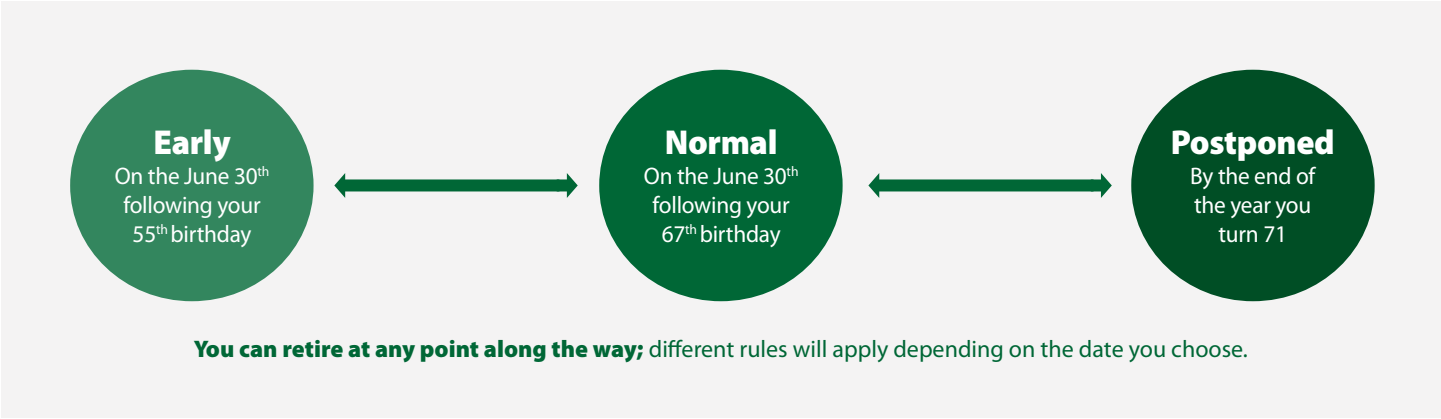 Early
On the June 30th
following your
55th birthday
Normal
On the June 30th
following your
67th birthday
Postponed
By the end of
the year you
turn 71
You can retire at any point along the way; different rules will apply depending on the date you choose.